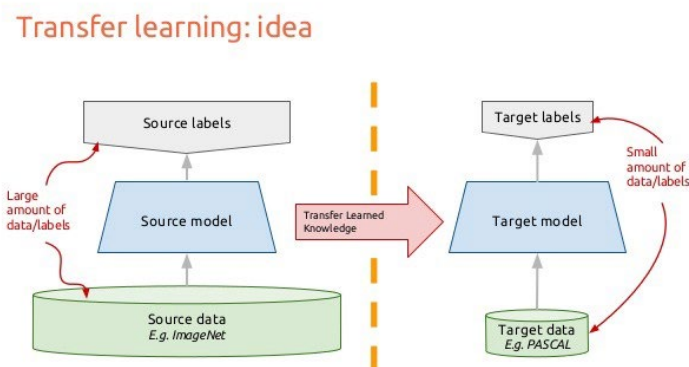 Transfer learning: idea
Source labels
Large
amount of
data/labels
Source model
Source data
E.g. ImageNet
Transfer Learned
Knowledge
Target labels
Small
amount of
data/labels
Target model
Target data
E.g. PASCAL